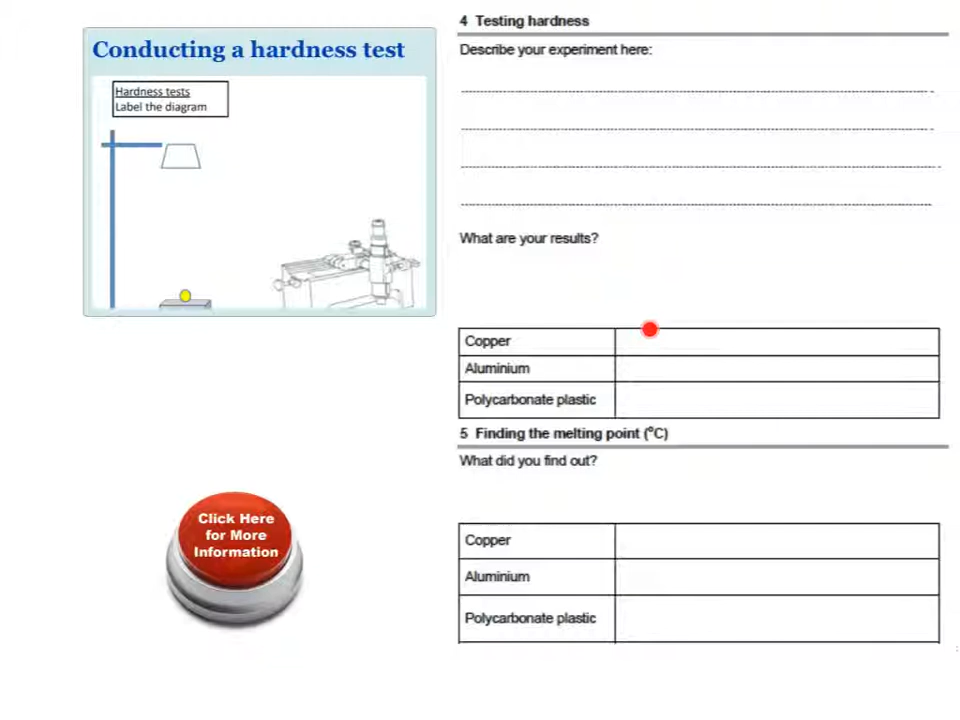 Conducting a hardness test
Hardness tests
Label the diagram
Click Here
for More
Information
4 Testing hardness
Describe your experiment here:
What are your results?
Copper
Aluminium
Polycarbonate plastic
5 Finding the melting point (°C)
What did you find out?
Copper
Aluminium
Polycarbonate plastic